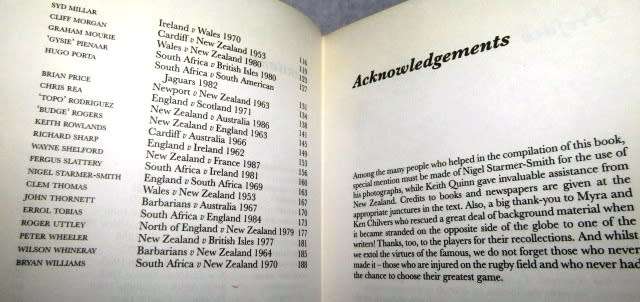 SYD MILLAR Ireland v Wales 1970
CLIFF MORGAN Cardiff v New Zealand 1953 116
GRAHAM MOURIE Wales v New Zealand 1980 119
'GYSIE' PIENAAR South Africa v British Isles 1980 123
HUGO PORTA South Africa v South American
Jaguars 1982 127
BRIAN PRICE Newport v New Zealand 1963 131
CHRIS REA England v Scotland 1971 134
'TOPO' RODRIGUEZ New Zealand v Australia 1986 138
'BUDGE' ROGERS England v New Zealand 1963 141
KEITH ROWLANDS Cardiff v Australia 1966 145
RICHARD SHARP England v Ireland 1962 149
WAYNE SHELFORD New Zealand v France 1987
FERGUS SLATTERY South Africa v Ireland 1981
NIGEL STARMER-SMITH England v South Africa 1969
CLEM THOMAS Wales v New Zealand 1953
JOHN THORNETT Barbarians v Australia 1967
ERROL TOBIAS South Africa v England 1984
ROGER UTTLEY North of England v New Zealand 1979 173
PETER WHEELER New Zealand v British Isles 1977
WILSON WHINERAY Barbarians v New Zealand 1964
BRYAN WILLIAMS South Africa v New Zealand 1970 188
Acknowledgements
Among the many people who helped in the compilation of this book,
special mention must be made of Nigel Starmer-Smith for the use of
his photographs, while Keith Quinn gave invaluable assistance from
New Zealand. Credits to books and newspapers are given at the
appropriate junctures in the text. Also, a big thank-you to Myra and
Ken Chilvers who rescued a great deal of background material when
it became stranded on the opposite side of the globe to one of the
writers! Thanks, too, to the players for their recollections. And whilst
we extol the virtues of the famous, we do not forget those who never
made it – those who are injured on the rugby field and who never had
the chance to choose their greatest game.